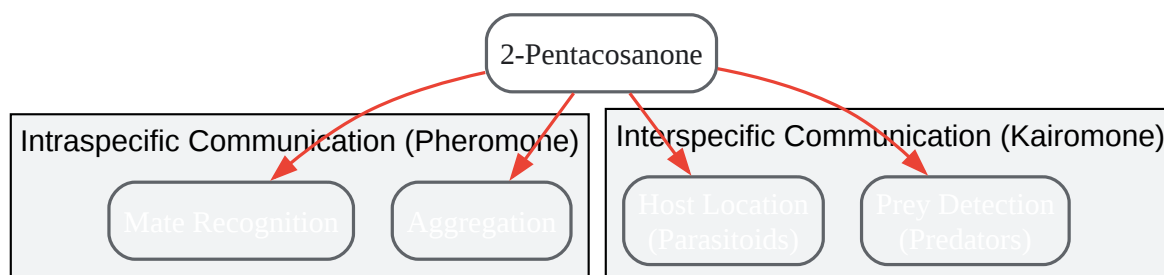 2-Pentacosanone
Intraspecific Communication (Pheromone)
Interspecific Communication (Kairomone)
Mate Recognition
Aggregation
Host Location
(Parasitoids)
Prey Detection
(Predators)